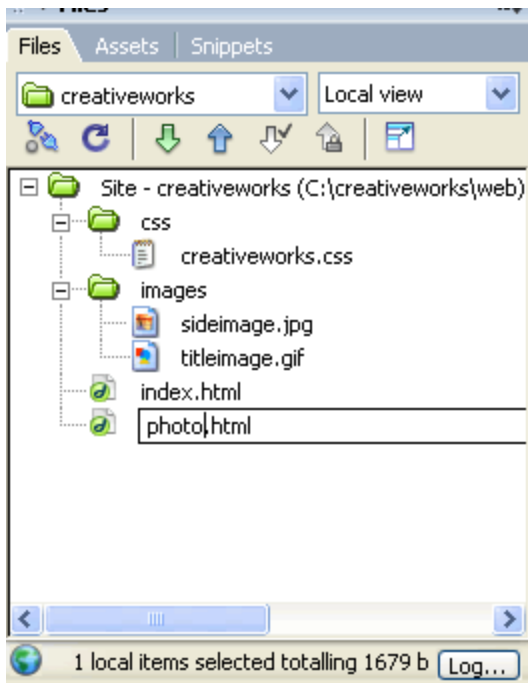 Files
Files Assets Snippets
creativeworks Local view
Site - creativeworks (C:\creativeworks\web)
css
creativeworks.css
images
sideimage.jpg
titleimage.gif
index.html
photo.html
1 local items selected totalling 1679 b Log...